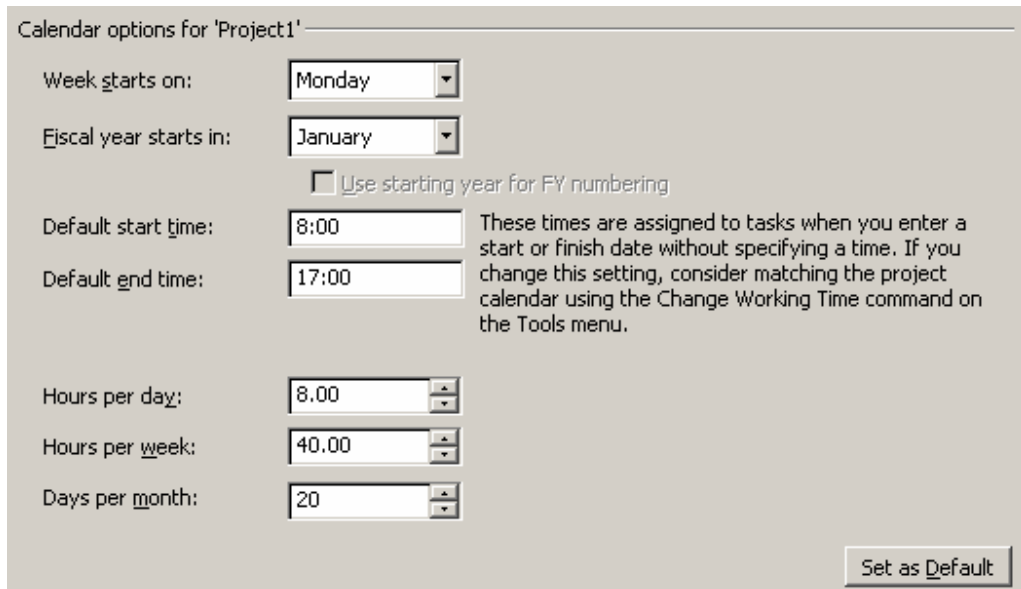 Calendar options for 'Project1'
Week starts on: Monday
Fiscal year starts in: January
Use starting year for FY numbering
Default start time: 8:00
Default end time: 17:00
These times are assigned to tasks when you enter a
start or finish date without specifying a time. If you
change this setting, consider matching the project
calendar using the Change Working Time command on
the Tools menu.
Hours per day: 8.00
Hours per week: 40.00
Days per month: 20
Set as Default